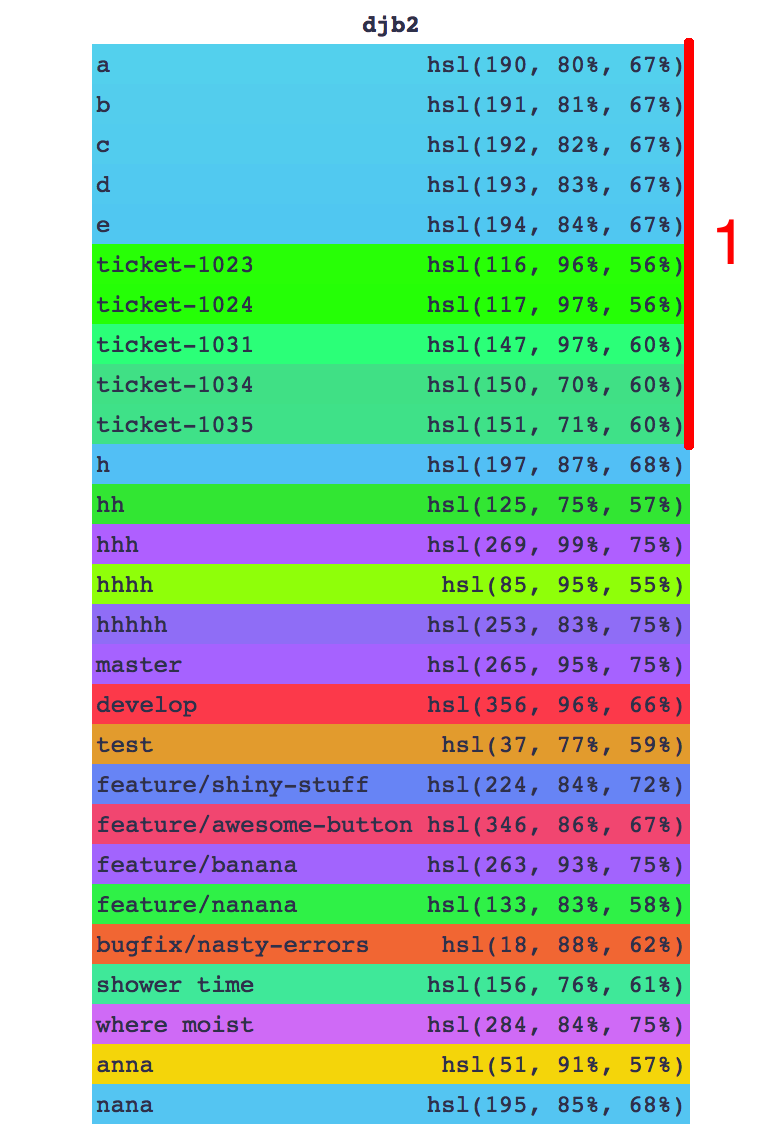 djb2
a hsl(190, 80%, 67%)
b hsl(191, 81%, 67%)
c hsl(192, 82%, 67%)
d hsl(193, 83%, 67%)
e hsl(194, 84%, 67%)
1
ticket-1023 hsl(116, 96%, 56%)
ticket-1024 hsl(117, 97%, 56%)
ticket-1031 hsl(147, 97%, 60%)
ticket-1034 hsl(150, 70%, 60%)
ticket-1035 hsl(151, 71%, 60%)
h hsl(197, 87%, 68%)
hh hsl(125, 75%, 57%)
hhh hsl(269, 99%, 75%)
hhhh hsl(85, 95%, 55%)
hhhhh hsl(253, 83%, 75%)
master hsl(265, 95%, 75%)
develop hsl(356, 96%, 66%)
test hsl(37, 77%, 59%)
feature/shiny-stuff hsl(224, 84%, 72%)
feature/awesome-button hsl(346, 86%, 67%)
feature/banana hsl(263, 93%, 75%)
feature/nanana hsl(133, 83%, 58%)
bugfix/nasty-errors hsl(18, 88%, 62%)
shower time hsl(156, 76%, 61%)
where moist hsl(284, 84%, 75%)
anna hsl(51, 91%, 57%)
nana hsl(195, 85%, 68%)